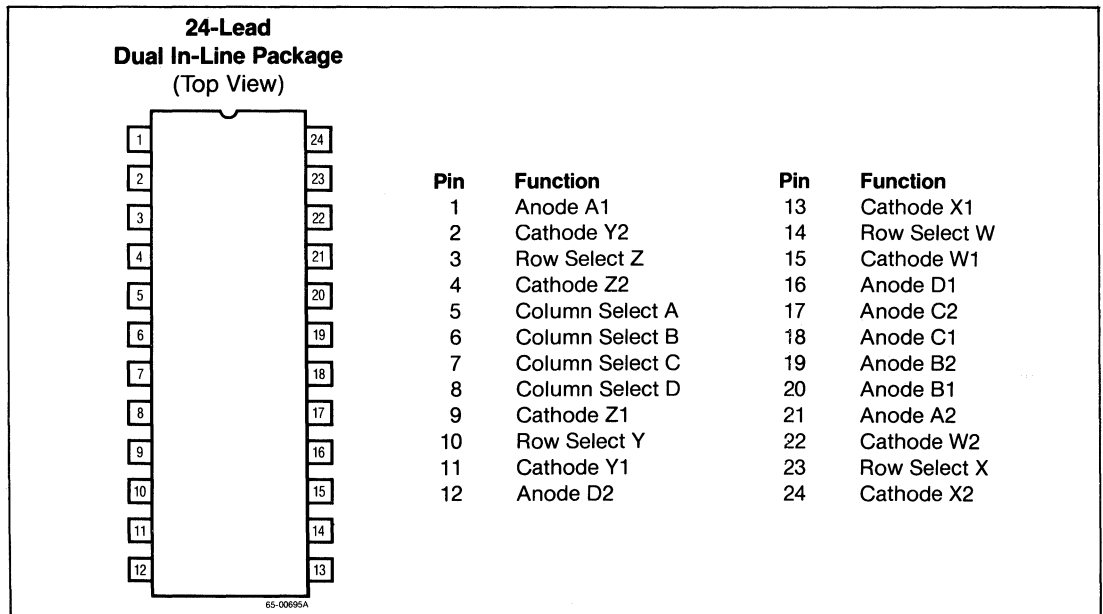 24-Lead
Dual In-Line Package
(Top View)
1 24
2 23
3 22
4 21
5 20
6 19
7 18
8 17
9 16
10 15
11 14
12 13
65-00695A
Pin Function Pin Function
1 Anode A1 13 Cathode X1
2 Cathode Y2 14 Row Select W
3 Row Select Z 15 Cathode W1
4 Cathode Z2 16 Anode D1
5 Column Select A 17 Anode C2
6 Column Select B 18 Anode C1
7 Column Select C 19 Anode B2
8 Column Select D 20 Anode B1
9 Cathode Z1 21 Anode A2
10 Row Select Y 22 Cathode W2
11 Cathode Y1 23 Row Select X
12 Anode D2 24 Cathode X2